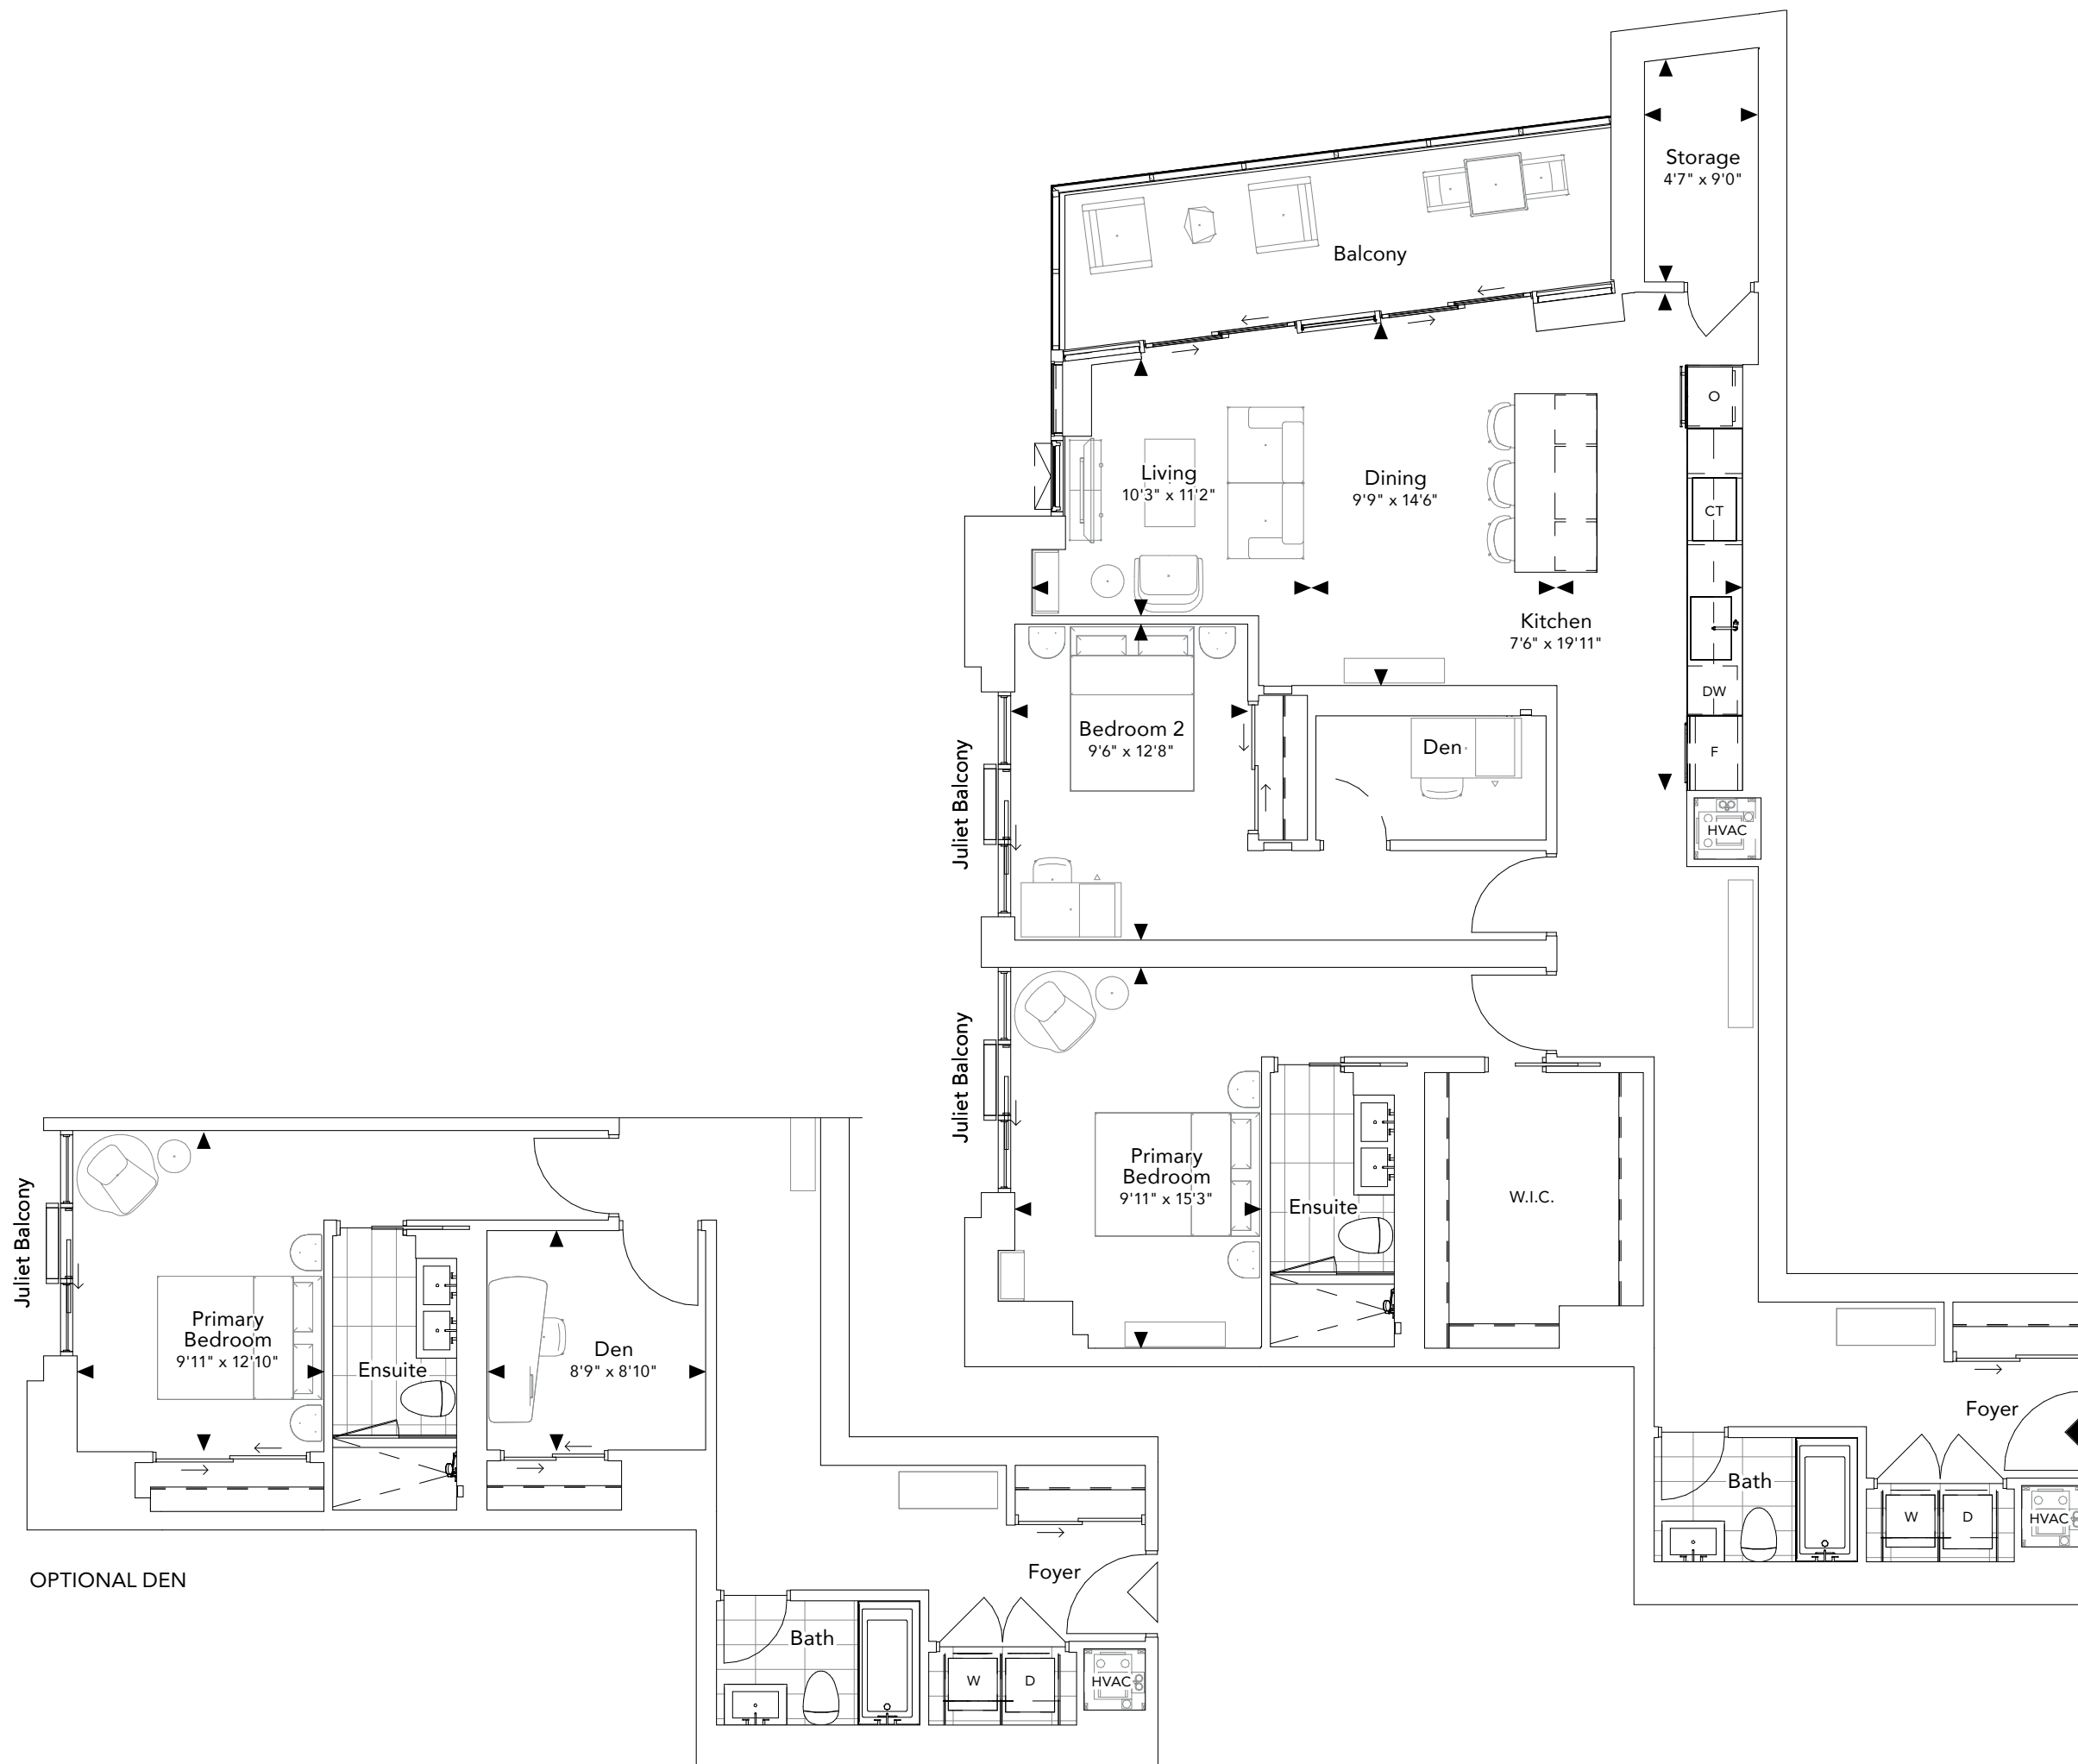 Storage
4'7" x 9'0"
Balcony
O
Living
10'3" x 11'2"
Dining
9'9" x 14'6"
CT
Kitchen
7'6" x 19'11"
DW
Bedroom 2
9'6" x 12'8"
Den
F
Juliet Balcony
HVAC
Juliet Balcony
Primary
Bedroom
9'11" x 15'3"
Ensuite
W.I.C.
Foyer
Bath
W
D
HVAC
Juliet Balcony
Primary
Bedroom
9'11" x 12'10"
Ensuite
Den
8'9" x 8'10"
OPTIONAL DEN
Foyer
Bath
W
D
HVAC